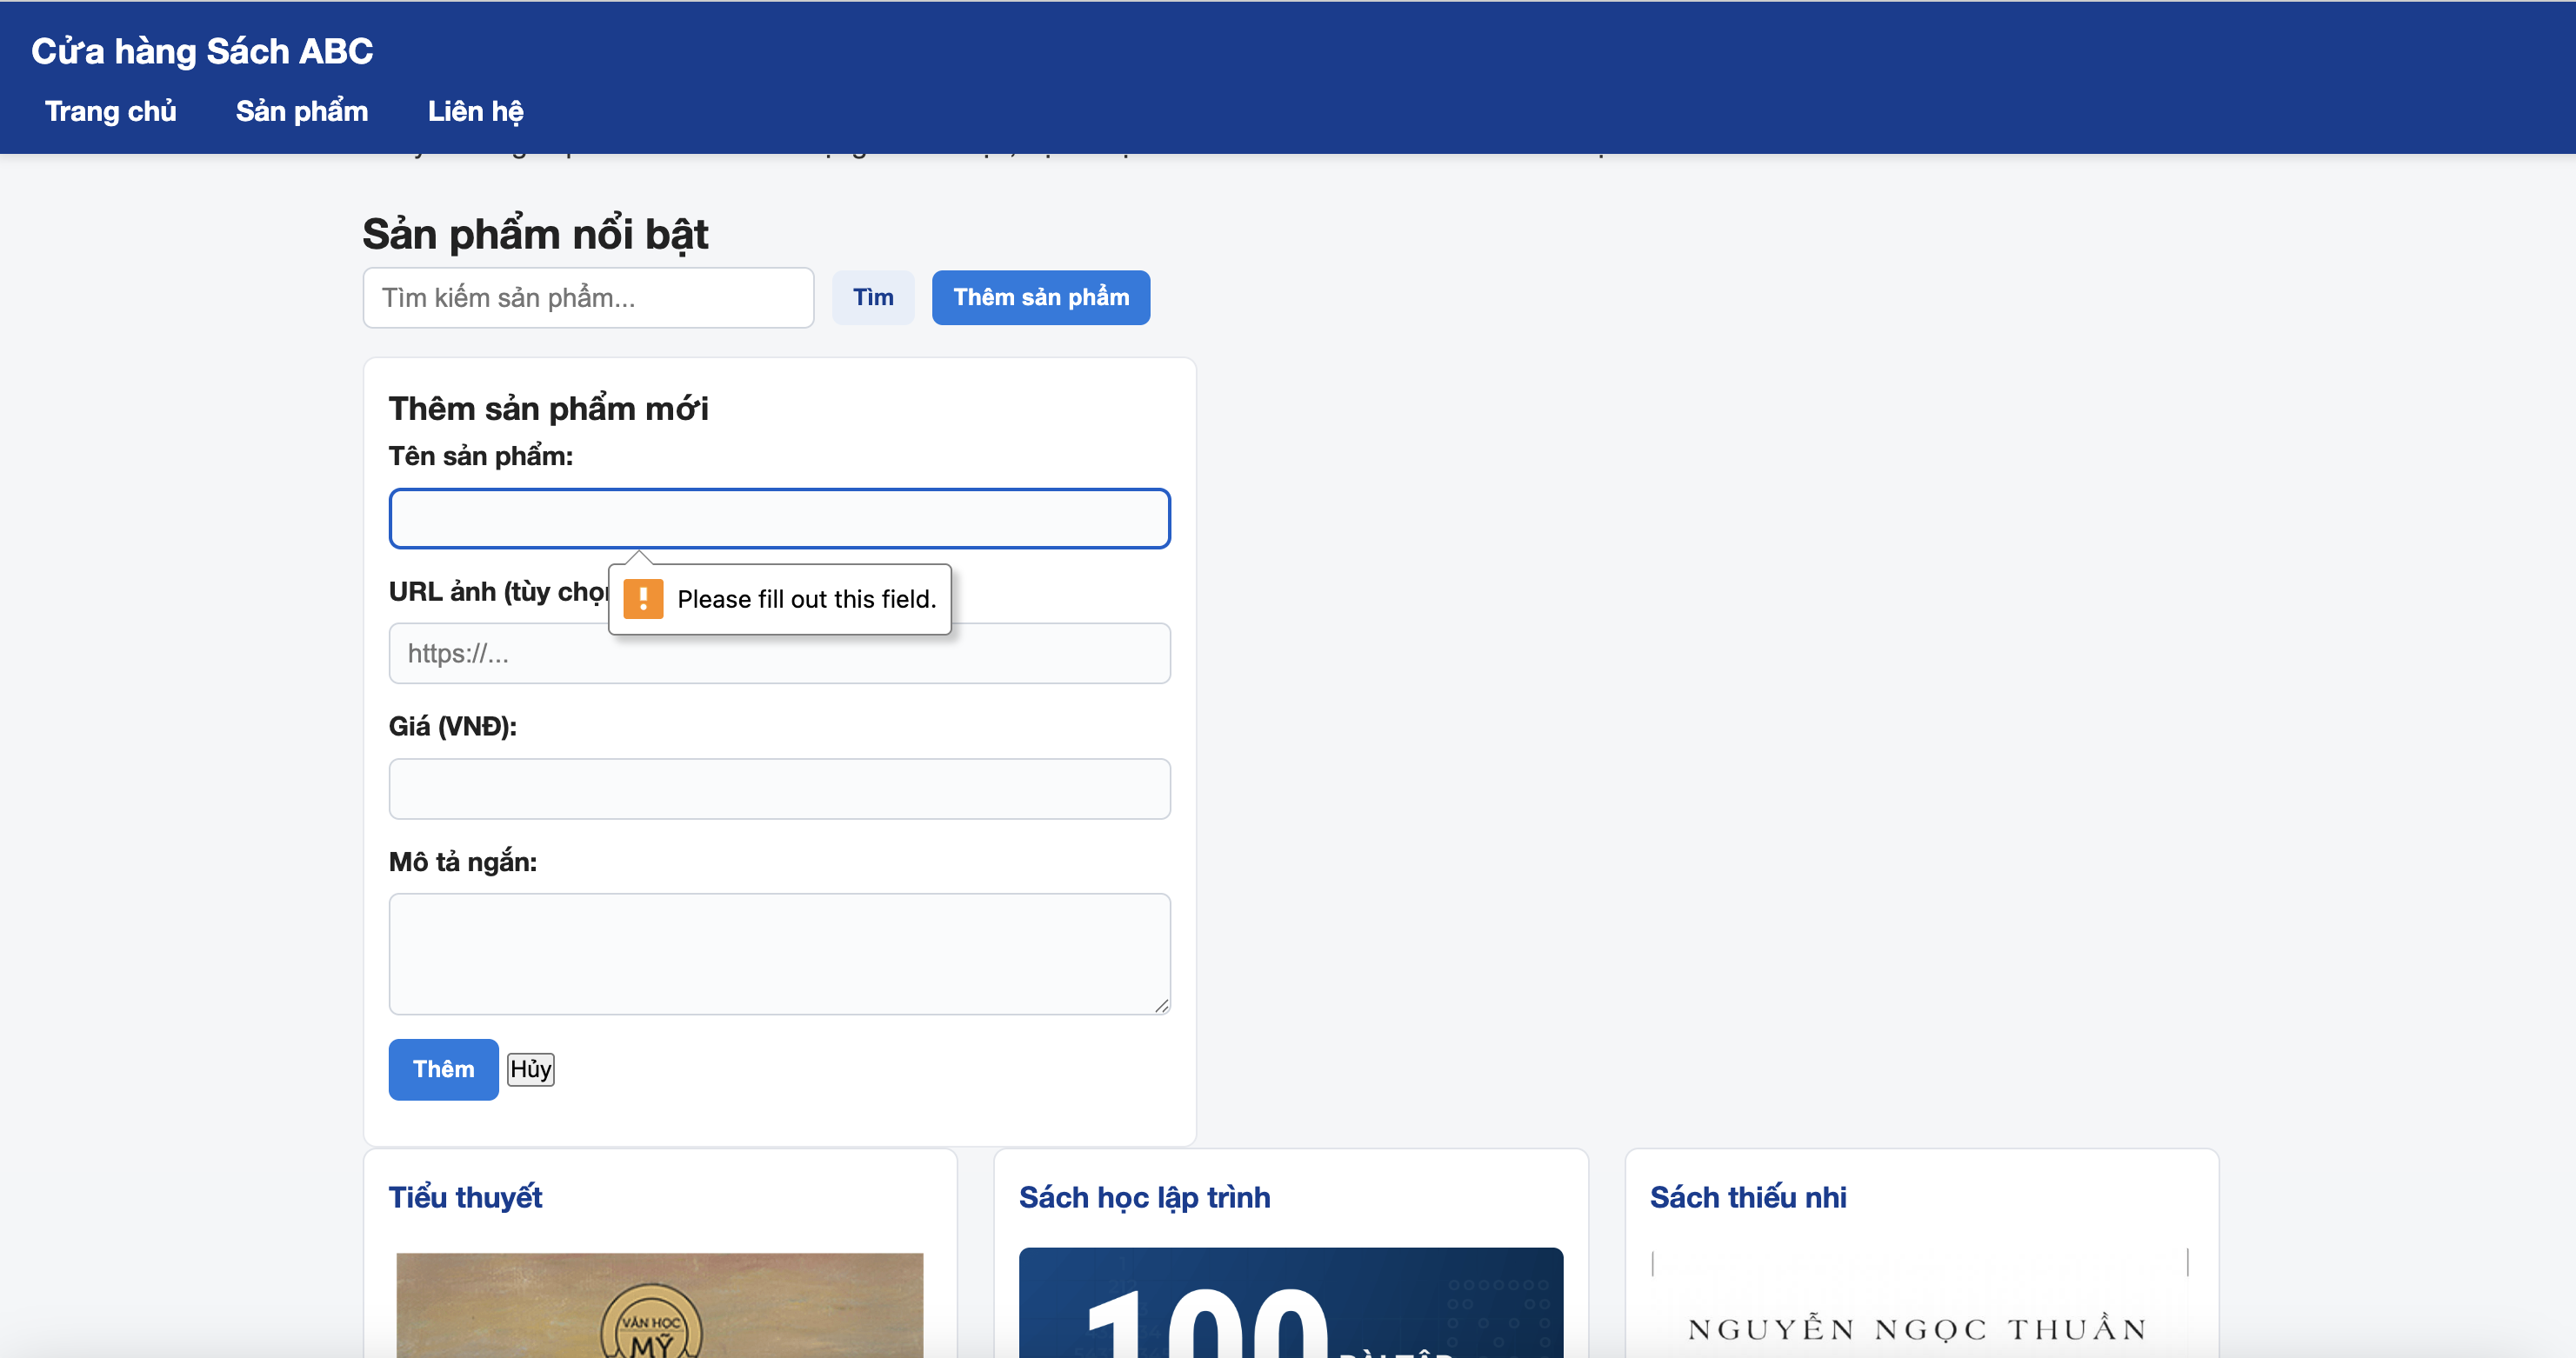 Cửa hàng Sách ABC
Trang chủ Sản phẩm Liên hệ
Sản phẩm nổi bật
Tìm kiếm sản phẩm... Tìm Thêm sản phẩm
Thêm sản phẩm mới
Tên sản phẩm:
URL ảnh (tùy chọn
Please fill out this field.
https://...
Giá (VNĐ):
Mô tả ngắn:
Thêm Hủy
Tiểu thuyết Sách học lập trình Sách thiếu nhi
VĂN HỌC
MỸ
100
BÀI TẬP
NGUYỄN NGỌC THUẦN